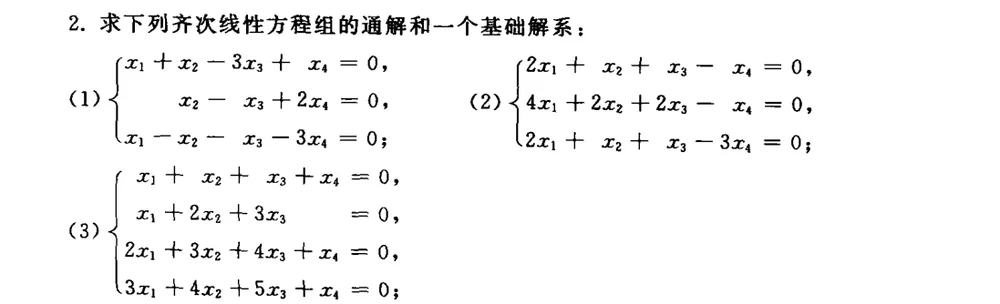 2. 求下列齐次线性方程组的通解和一个基础解系:
(1) { x₁ + x₂ − 3x₃ + x₄ = 0,
x₂ − x₃ + 2x₄ = 0,
x₁ − x₂ − x₃ − 3x₄ = 0;
(2) { 2x₁ + x₂ + x₃ − x₄ = 0,
4x₁ + 2x₂ + 2x₃ − x₄ = 0,
2x₁ + x₂ + x₃ − 3x₄ = 0;
(3) { x₁ + x₂ + x₃ + x₄ = 0,
x₁ + 2x₂ + 3x₃ = 0,
2x₁ + 3x₂ + 4x₃ + x₄ = 0,
3x₁ + 4x₂ + 5x₃ + x₄ = 0;